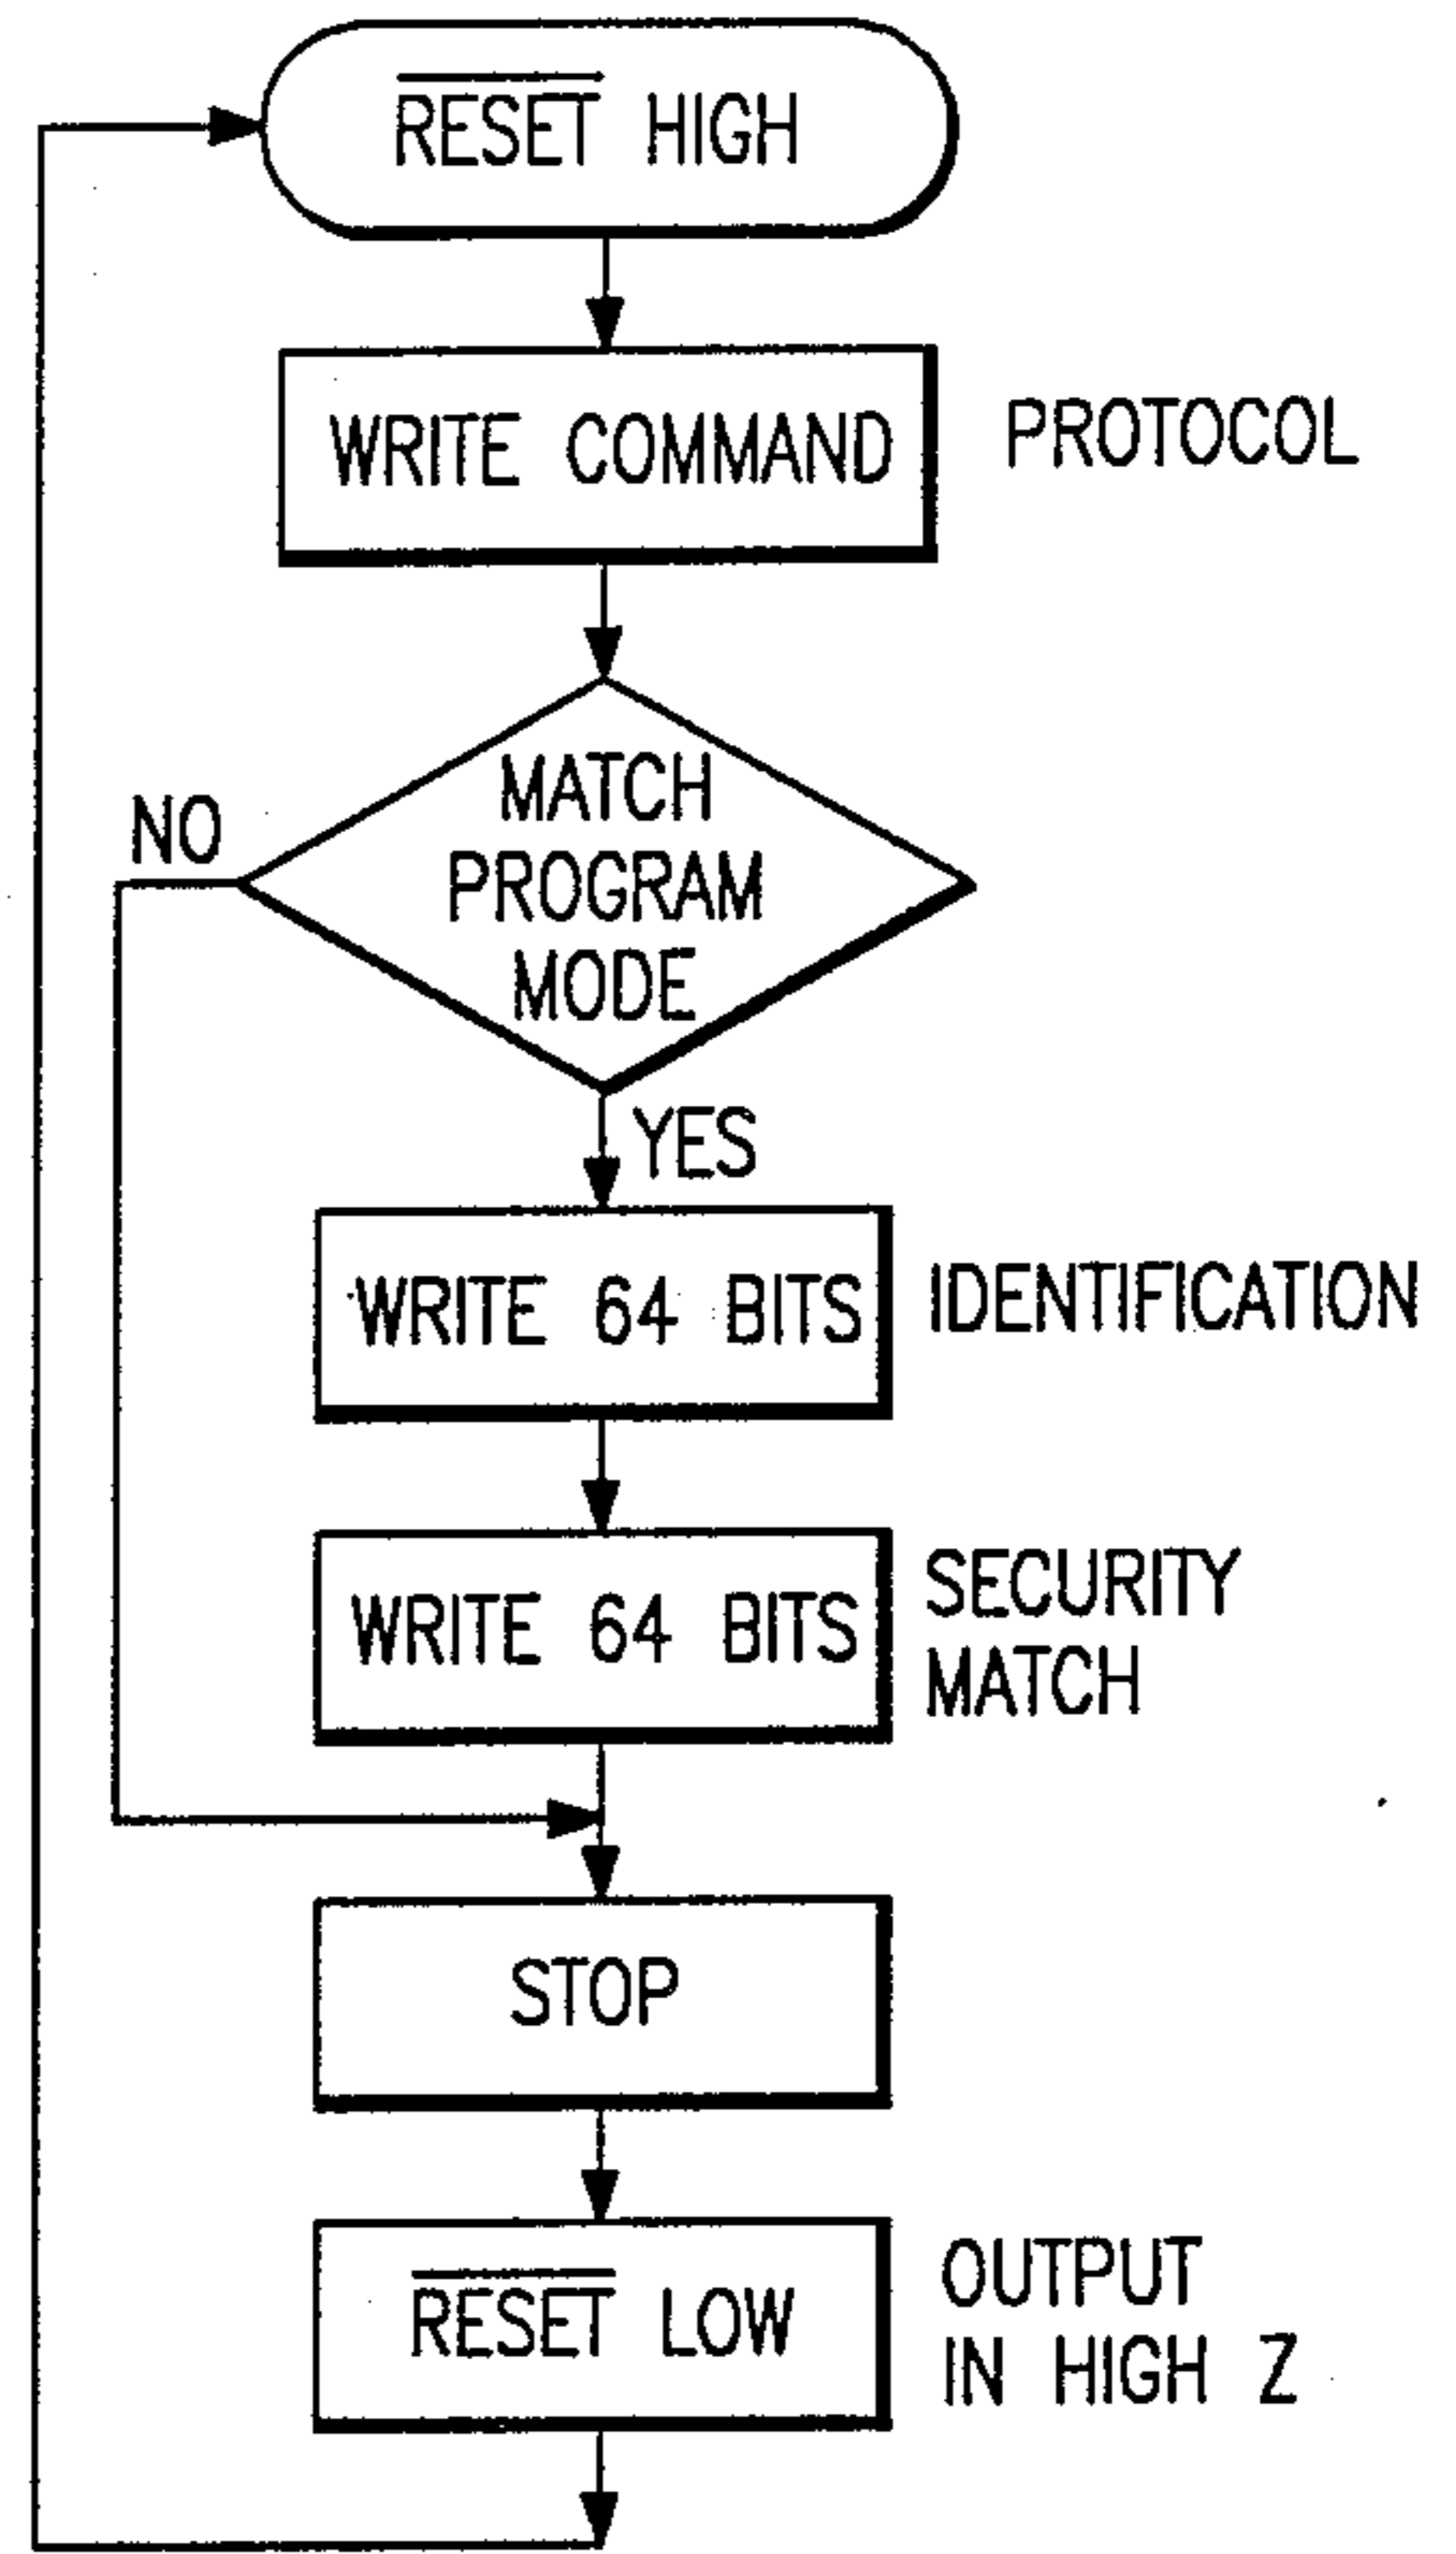 RESET HIGH
WRITE COMMAND
PROTOCOL
MATCH
PROGRAM
MODE
NO
YES
WRITE 64 BITS
IDENTIFICATION
WRITE 64 BITS
SECURITY
MATCH
STOP
RESET LOW
OUTPUT
IN HIGH Z